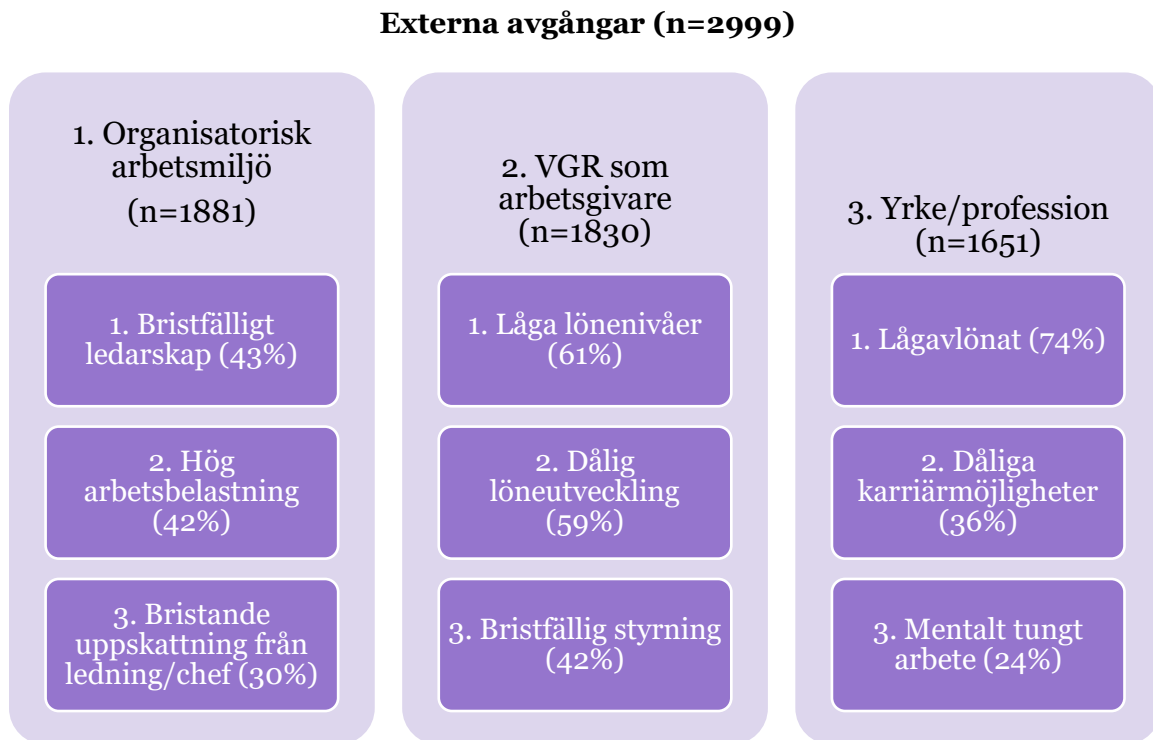 Externa avgångar (n=2999)
1. Organisatorisk
arbetsmiljö
(n=1881)
1. Bristfälligt
ledarskap (43%)
2. Hög
arbetsbelastning
(42%)
3. Bristande
uppskattning från
ledning/chef (30%)
2. VGR som
arbetsgivare
(n=1830)
1. Låga lönenivåer
(61%)
2. Dålig
löneutveckling
(59%)
3. Bristfällig styrning
(42%)
3. Yrke/profession
(n=1651)
1. Lågavlönat (74%)
2. Dåliga
karriärmöjligheter
(36%)
3. Mentalt tungt
arbete (24%)